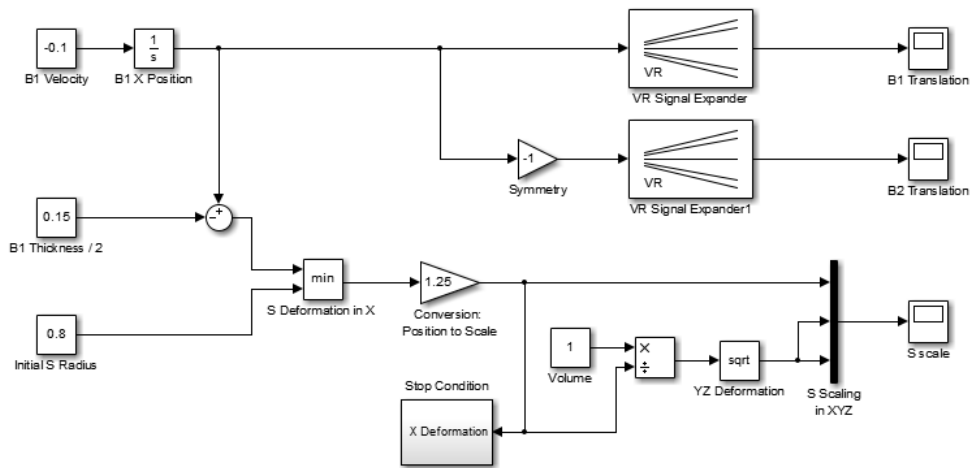 -0.1
B1 Velocity
1
s
B1 X Position
VR
VR Signal Expander
B1 Translation
-1
Symmetry
VR
VR Signal Expander1
B2 Translation
0.15
B1 Thickness / 2
− +
min
S Deformation in X
1.25
Conversion:
Position to Scale
0.8
Initial S Radius
1
Volume
×
÷
sqrt
YZ Deformation
S Scaling
in XYZ
S scale
Stop Condition
X Deformation